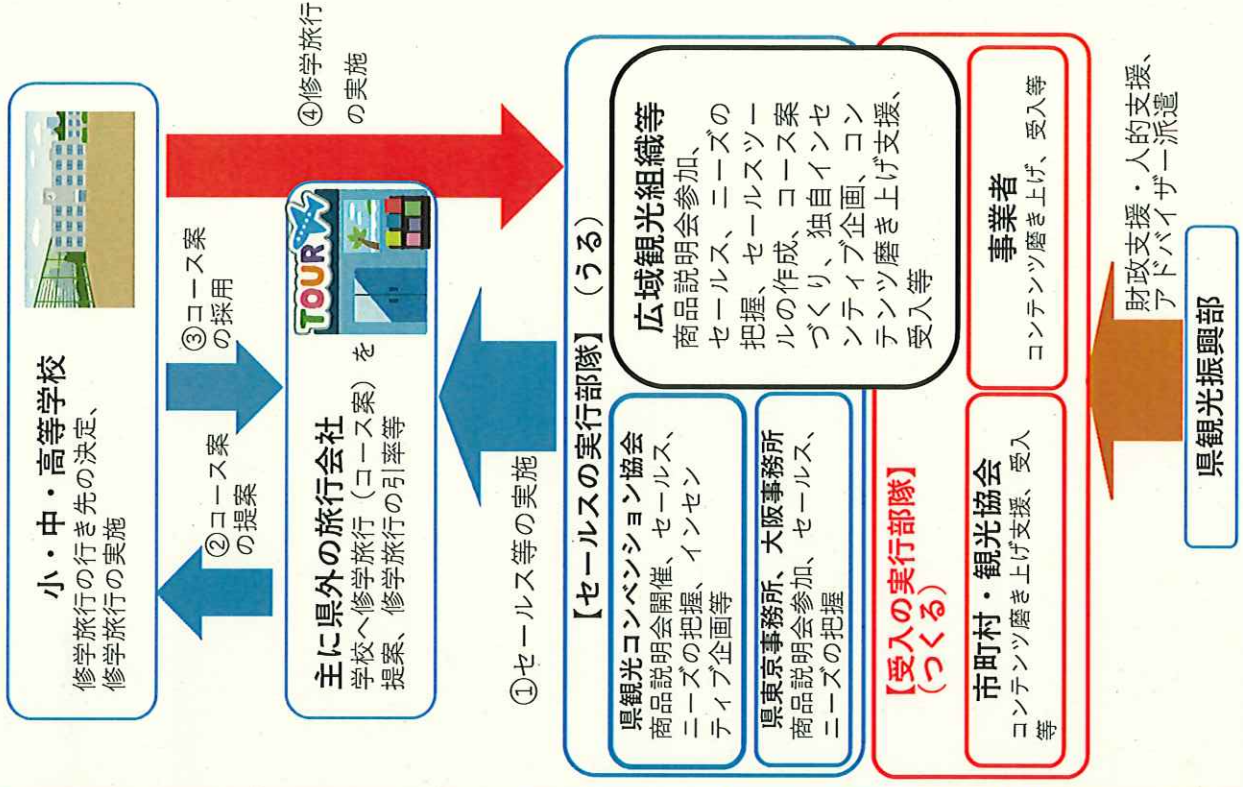 小・中・高等学校
修学旅行の行き先の決定、
修学旅行の実施
②コース案
の提案
③コース案
の採用
④修学旅行
の実施
主に県外の旅行会社
学校へ修学旅行（コース案）を
提案、修学旅行の引率等
TOUR
①セールス等の実施
【セールスの実行部隊】（うる）
県観光コンベンション協会
商品説明会開催、セールス、
ニーズの把握、インセン
ティブ企画等
県東京事務所、大阪事務所
商品説明会参加、セールス、
ニーズの把握
広域観光組織等
商品説明会参加、
セールス、ニーズの
把握、セールスツー
ルの作成、コース案
づくり、独自インセ
ンティブ企画、コン
テンツ磨き上げ支援、
受入等
【受入の実行部隊】
（つくる）
市町村・観光協会
コンテンツ磨き上げ支援、受入
等
事業者
コンテンツ磨き上げ、受入等
財政支援・人的支援、
アドバイザー派遣
県観光振興部